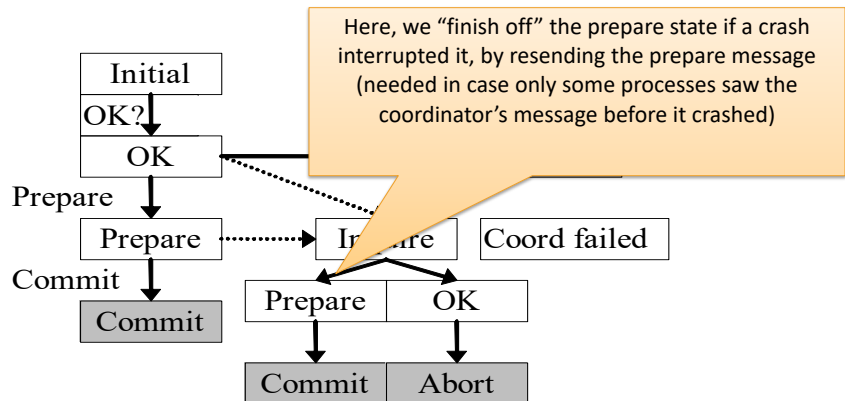 Here, we “finish off” the prepare state if a crash
interrupted it, by resending the prepare message
(needed in case only some processes saw the
coordinator’s message before it crashed)
Initial
OK?
OK
Prepare
Prepare
Coord failed
Commit
Prepare
OK
Commit
Commit
Abort